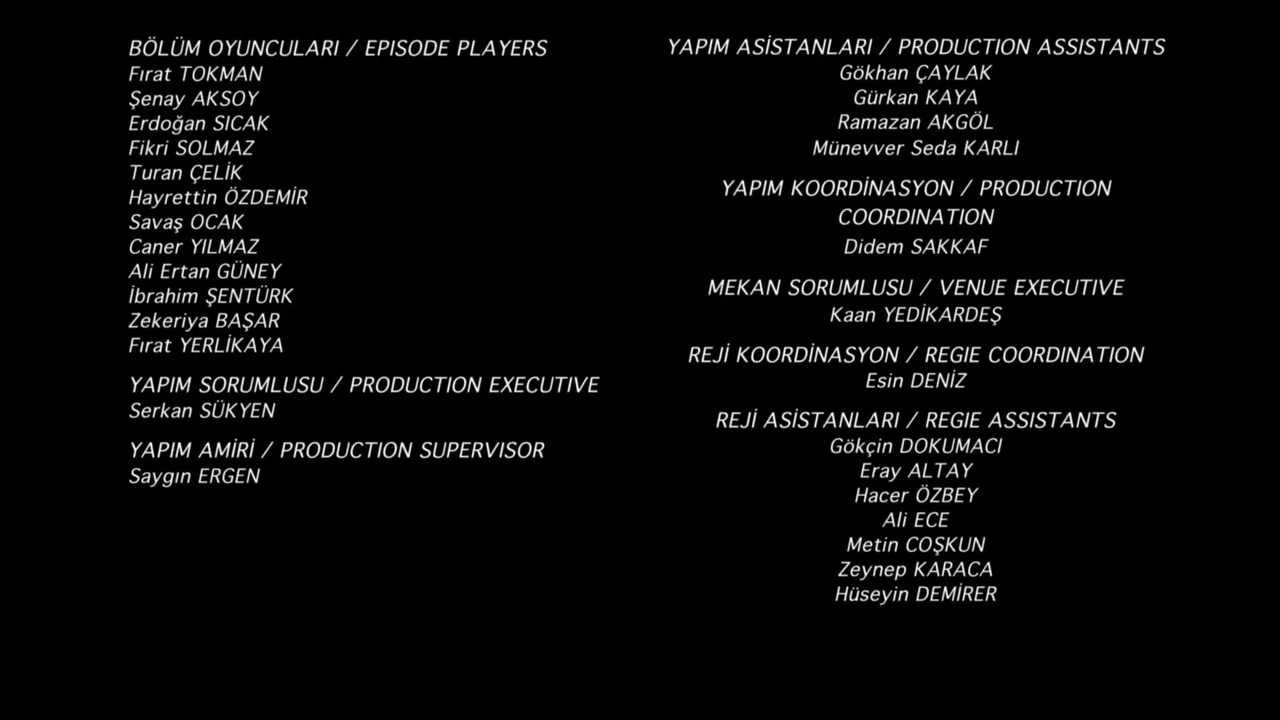 BÖLÜM OYUNCULARI / EPISODE PLAYERS
Fırat TOKMAN
Şenay AKSOY
Erdoğan SICAK
Fikri SOLMAZ
Turan ÇELİK
Hayrettin ÖZDEMİR
Savaş OCAK
Caner YILMAZ
Ali Ertan GÜNEY
İbrahim ŞENTÜRK
Zekeriya BAŞAR
Fırat YERLİKAYA
YAPIM SORUMLUSU / PRODUCTION EXECUTIVE
Serkan SÜKYEN
YAPIM AMİRİ / PRODUCTION SUPERVISOR
Saygın ERGEN
YAPIM ASİSTANLARI / PRODUCTION ASSISTANTS
Gökhan ÇAYLAK
Gürkan KAYA
Ramazan AKGÖL
Münevver Seda KARLI
YAPIM KOORDİNASYON / PRODUCTION
COORDINATION
Didem SAKKAF
MEKAN SORUMLUSU / VENUE EXECUTIVE
Kaan YEDİKARDEŞ
REJİ KOORDİNASYON / REGIE COORDINATION
Esin DENİZ
REJİ ASİSTANLARI / REGIE ASSISTANTS
Gökçin DOKUMACI
Eray ALTAY
Hacer ÖZBEY
Ali ECE
Metin COŞKUN
Zeynep KARACA
Hüseyin DEMİRER